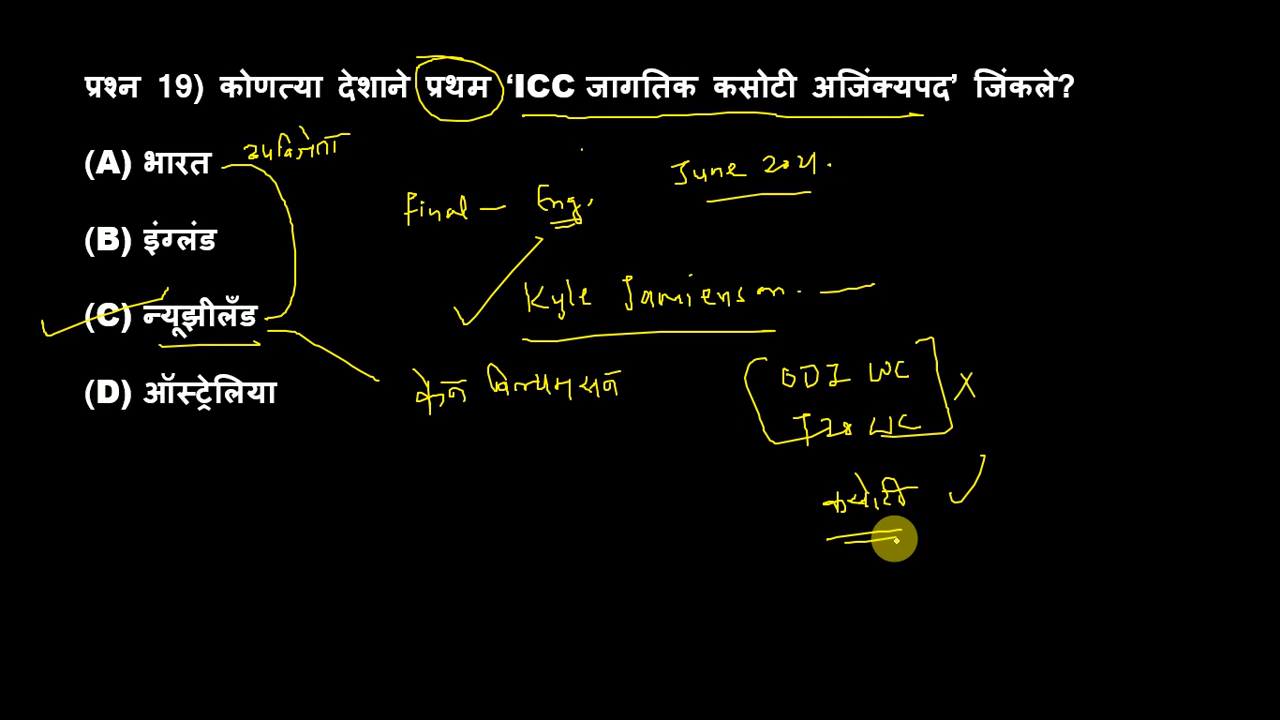 प्रश्न 19) कोणत्या देशाने प्रथम ‘ICC जागतिक कसोटी अजिंक्यपद’ जिंकले?
(A) भारत
उपविजेता
June 2021.
Final - Eng.
(B) इंग्लंड
Kyle Jamienson.
(C) न्यूझीलँड
केन विल्यमसन
ODI WC
(D) ऑस्ट्रेलिया
T20 WC
कसोटी